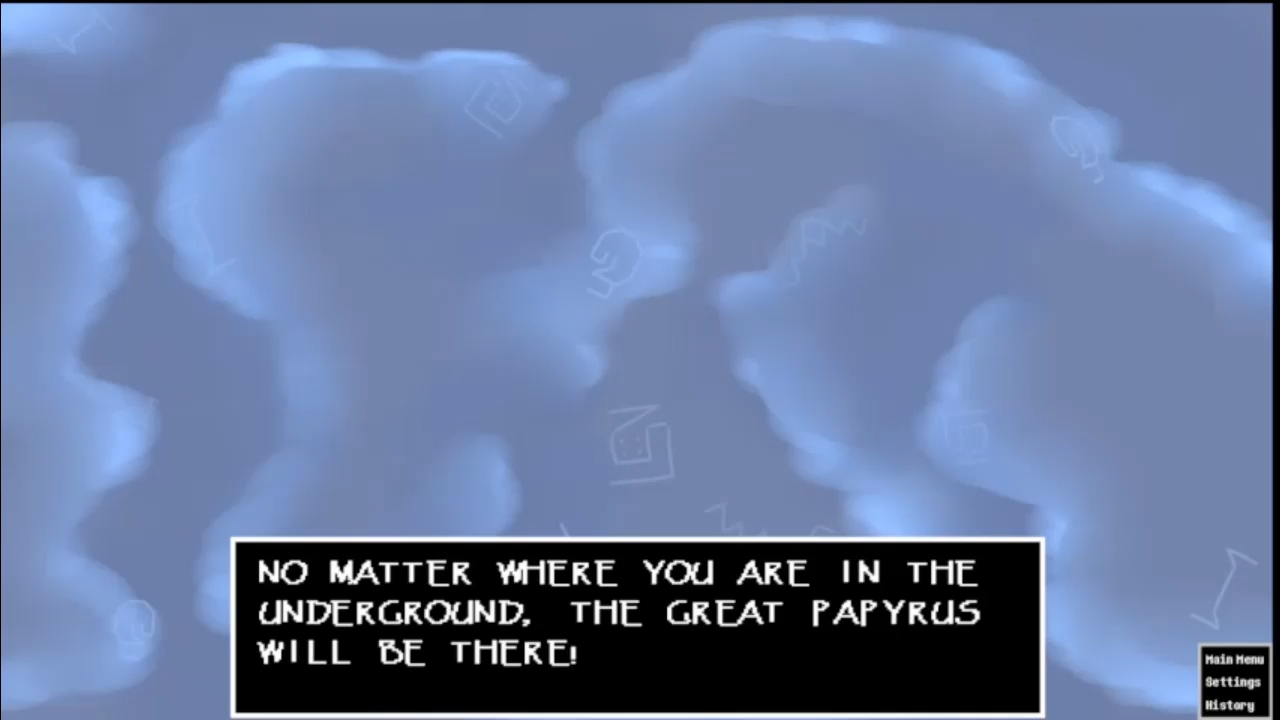 NO MATTER WHERE YOU ARE IN THE
UNDERGROUND, THE GREAT PAPYRUS
WILL BE THERE!
Main Menu
Settings
History